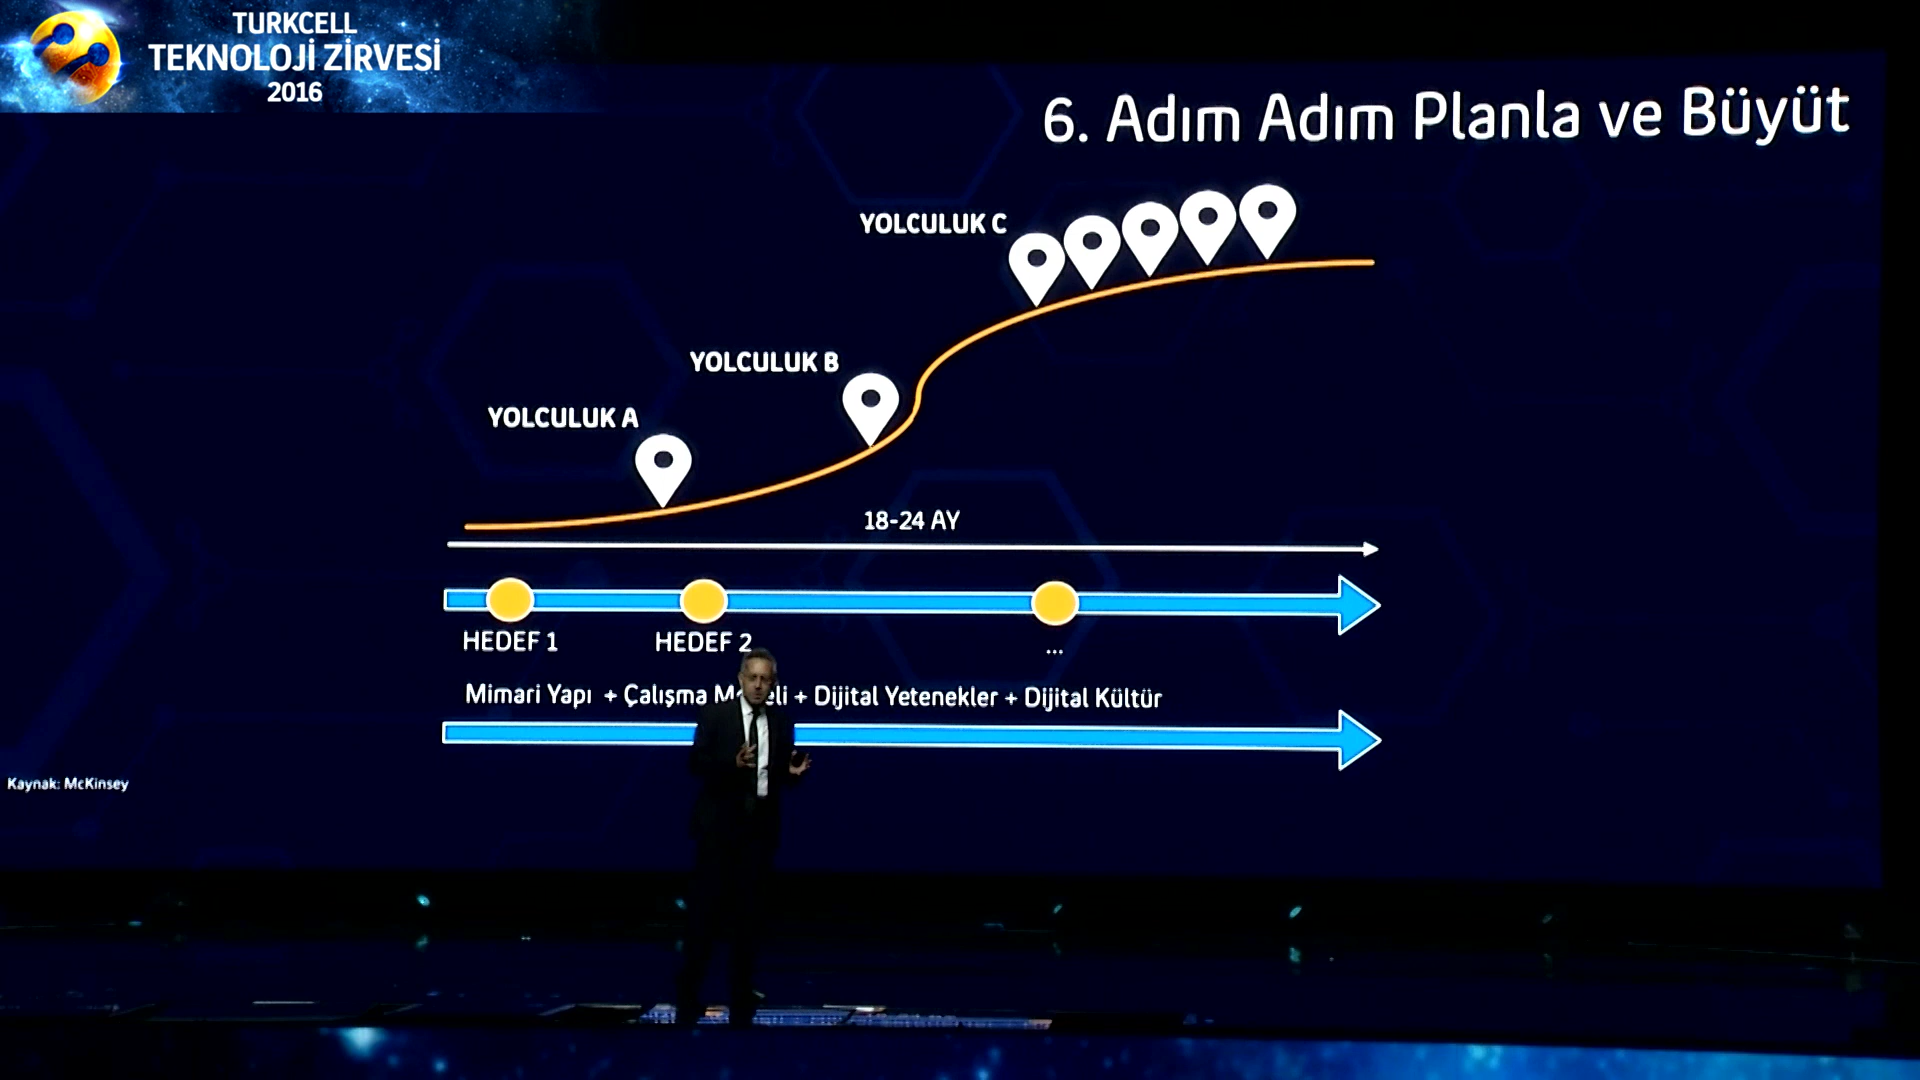 TURKCELL
TEKNOLOJİ ZİRVESİ
2016
6. Adım Adım Planla ve Büyüt
YOLCULUK C
YOLCULUK B
YOLCULUK A
18-24 AY
HEDEF 1
HEDEF 2
...
Mimari Yapı + Çalışma + Dijital Yetenekler + Dijital Kültür
Kaynak: McKinsey